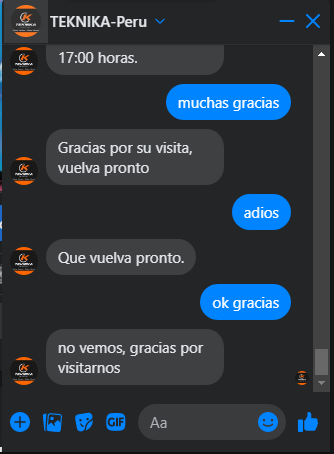 TEKNIKA-Peru
17:00 horas.
muchas gracias
Gracias por su visita,
vuelva pronto
adios
Que vuelva pronto.
ok gracias
no vemos, gracias por
visitarnos
GIF
Aa